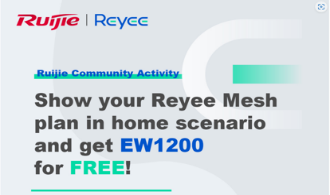 Ruijie | Reyee
Ruijie Community Activity
Show your Reyee Mesh
plan in home scenario
and get EW1200
for FREE!